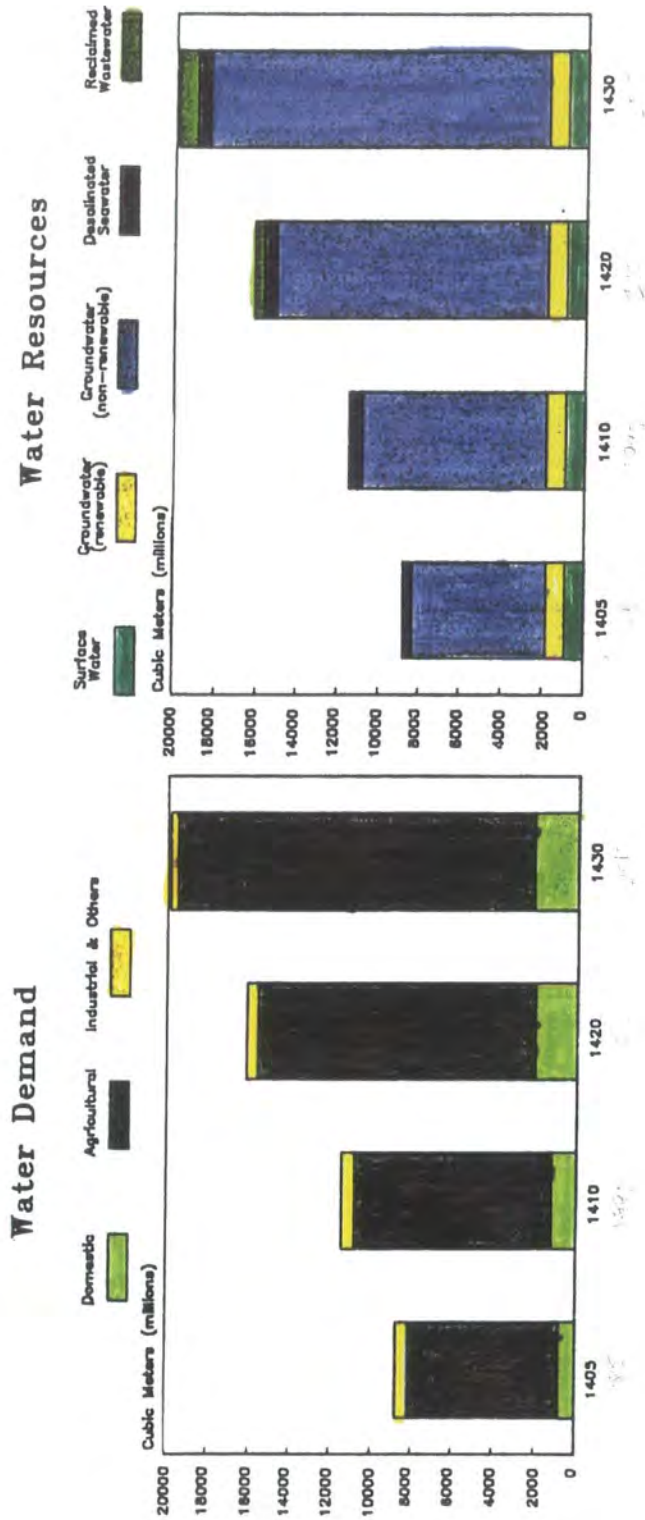 Water Demand
Domestic
Agricultural
Industrial & Others
Cubic Meters (millions)
20000
18000
16000
14000
12000
10000
8000
6000
4000
2000
0
1405
1410
1420
1430
Water Resources
Surface
Water
Groundwater
(renewable)
Groundwater
(non-renewable)
Desalinated
Seawater
Reclaimed
Wastewater
Cubic Meters (millions)
20000
18000
16000
14000
12000
10000
8000
6000
4000
2000
0
1405
1410
1420
1430